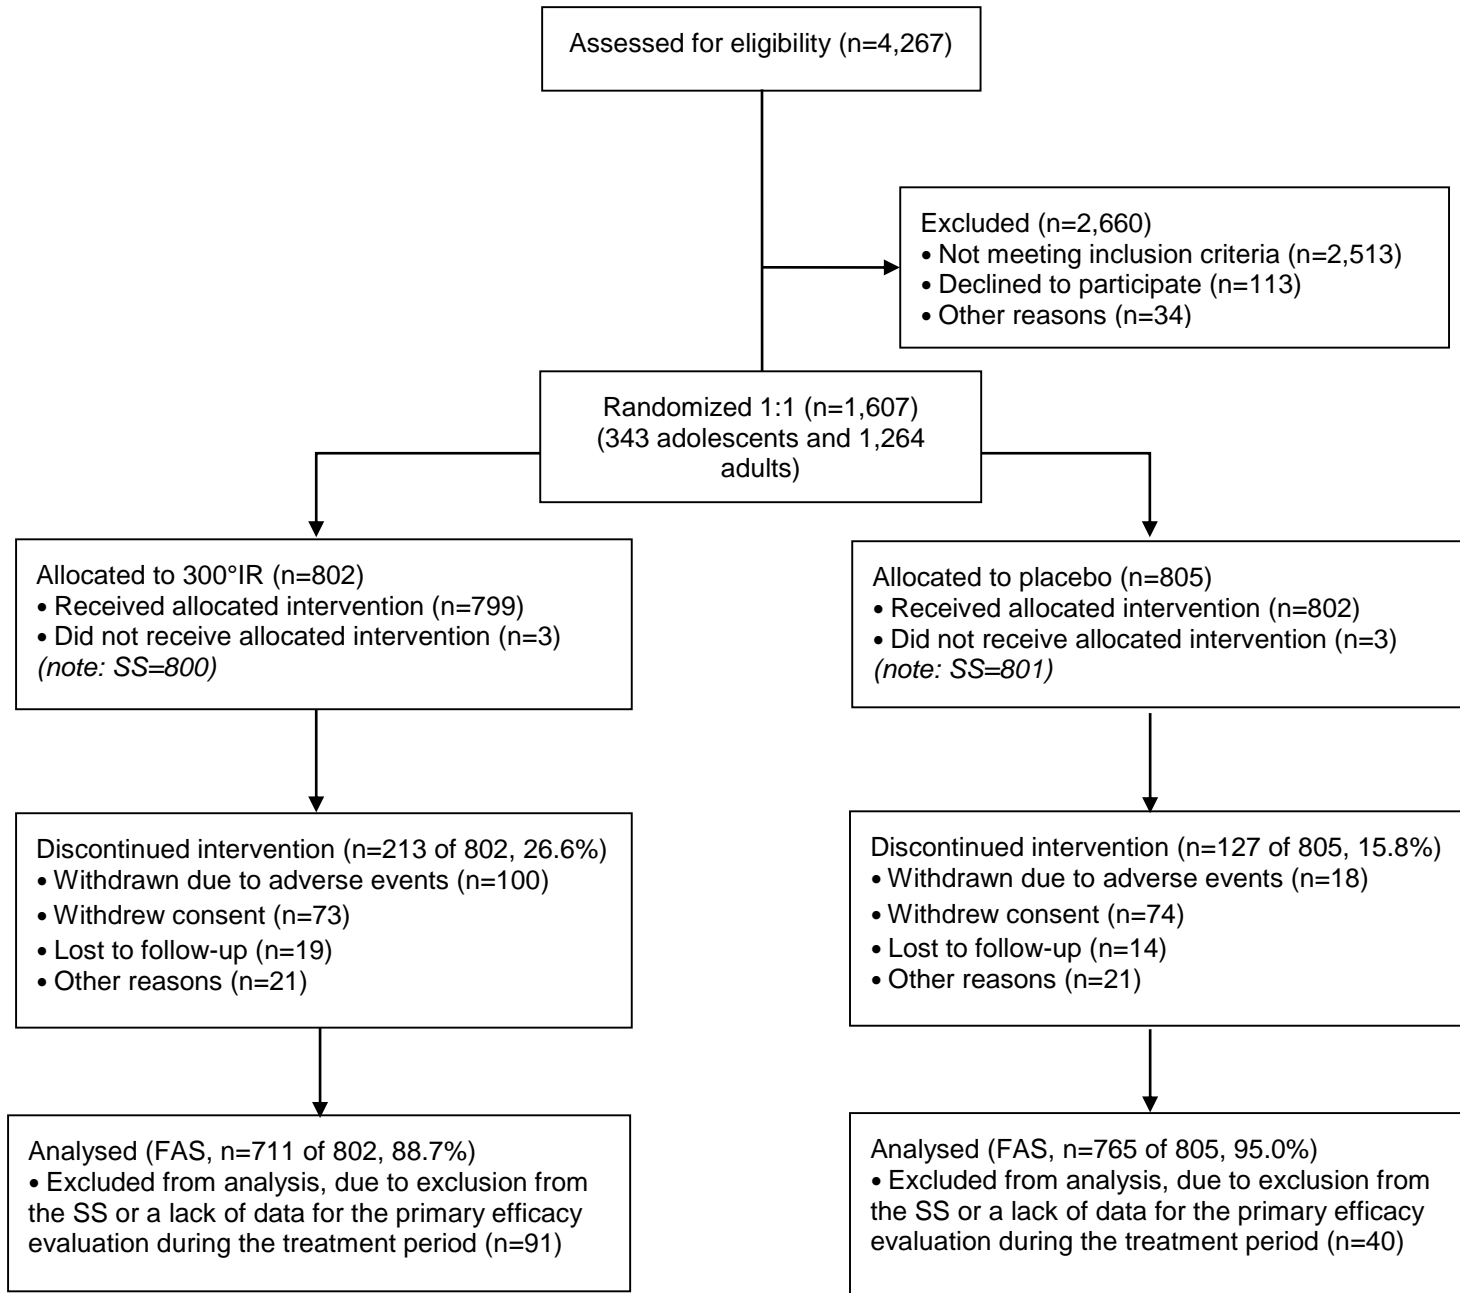 Assessed for eligibility (n=4,267)
Excluded (n=2,660)
• Not meeting inclusion criteria (n=2,513)
• Declined to participate (n=113)
• Other reasons (n=34)
Randomized 1:1 (n=1,607)
(343 adolescents and 1,264
adults)
Allocated to 300°IR (n=802)
• Received allocated intervention (n=799)
• Did not receive allocated intervention (n=3)
(note: SS=800)
Allocated to placebo (n=805)
• Received allocated intervention (n=802)
• Did not receive allocated intervention (n=3)
(note: SS=801)
Discontinued intervention (n=213 of 802, 26.6%)
• Withdrawn due to adverse events (n=100)
• Withdrew consent (n=73)
• Lost to follow-up (n=19)
• Other reasons (n=21)
Discontinued intervention (n=127 of 805, 15.8%)
• Withdrawn due to adverse events (n=18)
• Withdrew consent (n=74)
• Lost to follow-up (n=14)
• Other reasons (n=21)
Analysed (FAS, n=711 of 802, 88.7%)
• Excluded from analysis, due to exclusion from
the SS or a lack of data for the primary efficacy
evaluation during the treatment period (n=91)
Analysed (FAS, n=765 of 805, 95.0%)
• Excluded from analysis, due to exclusion from
the SS or a lack of data for the primary efficacy
evaluation during the treatment period (n=40)